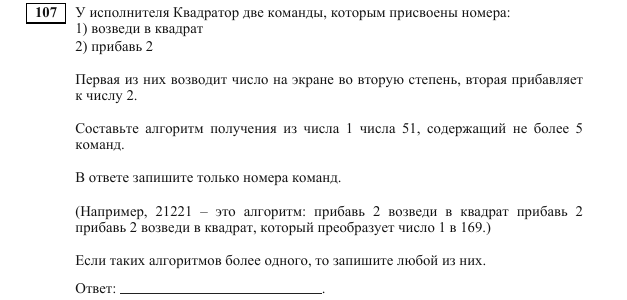 107 У исполнителя Квадратор две команды, которым присвоены номера:
1) возведи в квадрат
2) прибавь 2
Первая из них возводит число на экране во вторую степень, вторая прибавляет
к числу 2.
Составьте алгоритм получения из числа 1 числа 51, содержащий не более 5
команд.
В ответе запишите только номера команд.
(Например, 21221 – это алгоритм: прибавь 2 возведи в квадрат прибавь 2
прибавь 2 возведи в квадрат, который преобразует число 1 в 169.)
Если таких алгоритмов более одного, то запишите любой из них.
Ответ: ____________________________.